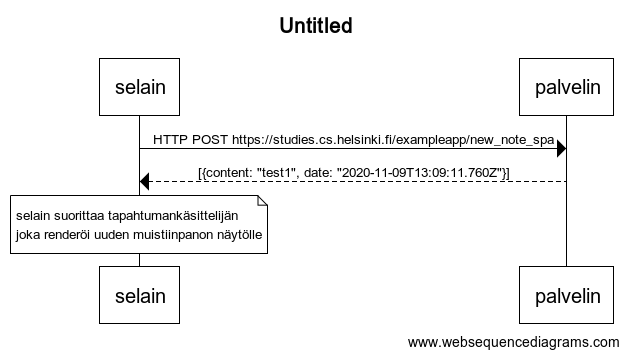 Untitled
selain
palvelin
HTTP POST https://studies.cs.helsinki.fi/exampleapp/new_note_spa
[{content: "test1", date: "2020-11-09T13:09:11.760Z"}]
selain suorittaa tapahtumankäsittelijän
joka renderöi uuden muistiinpanon näytölle
selain
palvelin
www.websequencediagrams.com